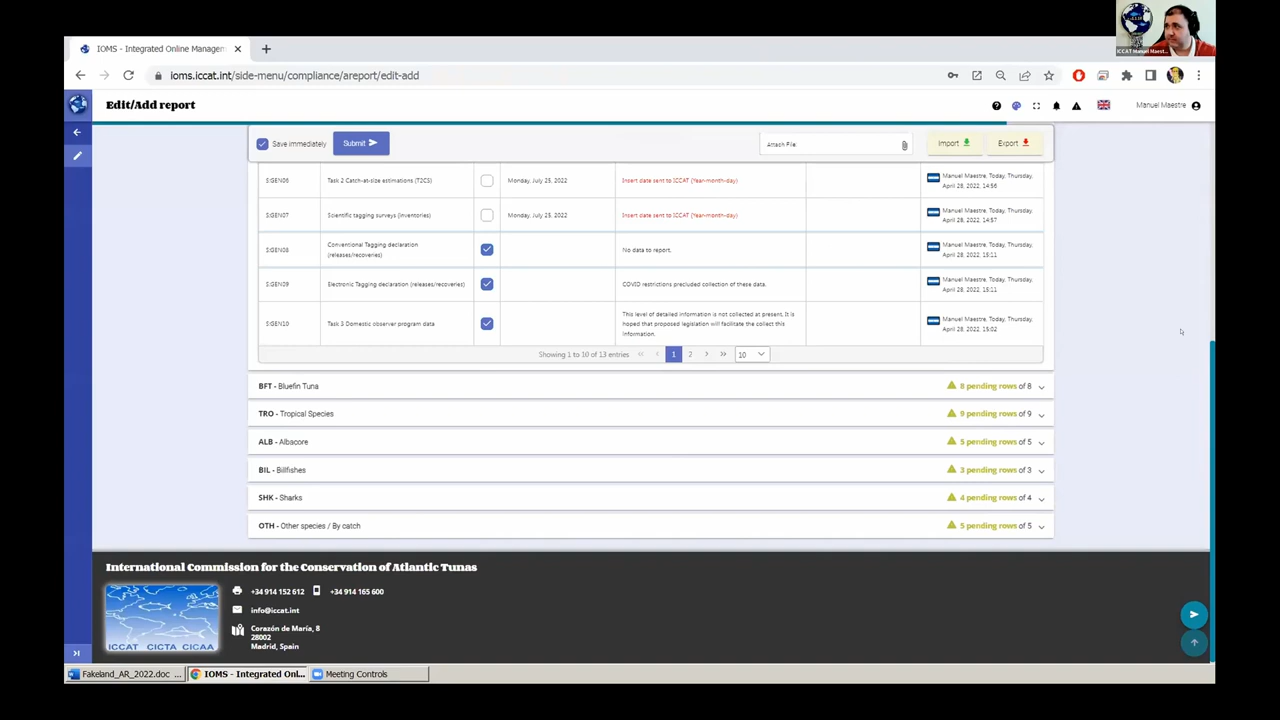 ICCAT Manuel Maest...
IOMS - Integrated Online Managem
ioms.iccat.int/side-menu/compliance/areport/edit-add
Edit/Add report
Manuel Maestre
Save immediately
Submit
Attach File
Import
Export
S:GEN06 Task 2 Catch-at-size estimations (T2CS) Monday, July 25, 2022 Insert date sent to ICCAT (Year-month-day) Manuel Maestre, Today, Thursday,
April 28, 2022, 14:56
S:GEN07 Scientific tagging surveys (inventories) Monday, July 25, 2022 Insert date sent to ICCAT (Year-month-day) Manuel Maestre, Today, Thursday,
April 28, 2022, 14:57
S:GEN08 Conventional Tagging declaration
(releases/recoveries) No data to report. Manuel Maestre, Today, Thursday,
April 28, 2022, 15:11
S:GEN09 Electronic Tagging declaration (releases/recoveries) COVID restrictions precluded collection of these data. Manuel Maestre, Today, Thursday,
April 28, 2022, 15:11
S:GEN10 Task 3 Domestic observer program data This level of detailed information is not collected at present. It is
hoped that proposed legislation will facilitate the collect this
information. Manuel Maestre, Today, Thursday,
April 28, 2022, 15:02
Showing 1 to 10 of 13 entries 1 2 10
BFT - Bluefin Tuna 8 pending rows of 8
TRO - Tropical Species 9 pending rows of 9
ALB - Albacore 5 pending rows of 5
BIL - Billfishes 3 pending rows of 3
SHK - Sharks 4 pending rows of 4
OTH - Other species / By catch 5 pending rows of 5
International Commission for the Conservation of Atlantic Tunas
ICCAT CICTA CICAA
+34 914 152 612 +34 914 165 600
info@iccat.int
Corazón de María, 8
28002
Madrid, Spain
Fakeland_AR_2022.doc ...
IOMS - Integrated Onl...
Meeting Controls